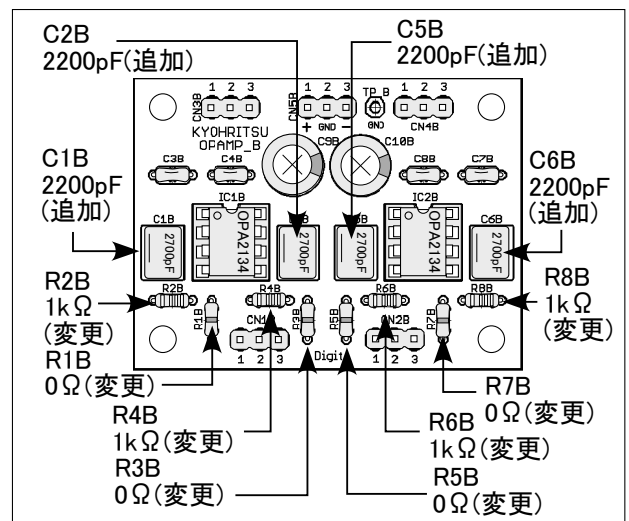 C2B
2200pF(追加)
C5B
2200pF(追加)
1 2 3
CN3B
1 2 3
CN5B
+ GND −
TP_B
GND
1 2 3
CN4B
KYOHRITSU
OPAMP_B
C9B
C10B
C1B
2200pF
(追加)
C6B
2200pF
(追加)
C3B
C4B
C8B
C7B
IC1B
IC2B
C1B
C6B
2700pF
OPA2134
2700pF
2700pF
OPA2134
2700pF
R2B
1kΩ
(変更)
R8B
1kΩ
(変更)
R2B
R4B
R6B
R8B
R1B
R3B
R5B
R7B
CN1B
CN2B
1 2 3
Digit
1 2 3
R1B
0Ω(変更)
R7B
0Ω(変更)
R4B
1kΩ(変更)
R6B
1kΩ(変更)
R3B
0Ω(変更)
R5B
0Ω(変更)